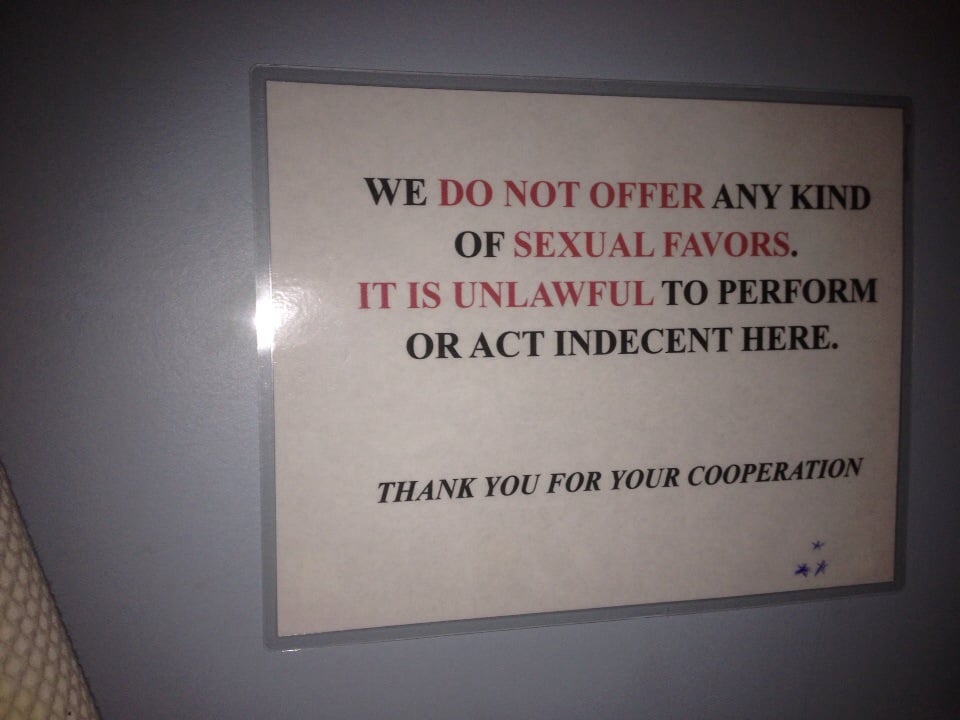 WE DO NOT OFFER ANY KIND
OF SEXUAL FAVORS.
IT IS UNLAWFUL TO PERFORM
OR ACT INDECENT HERE.
THANK YOU FOR YOUR COOPERATION